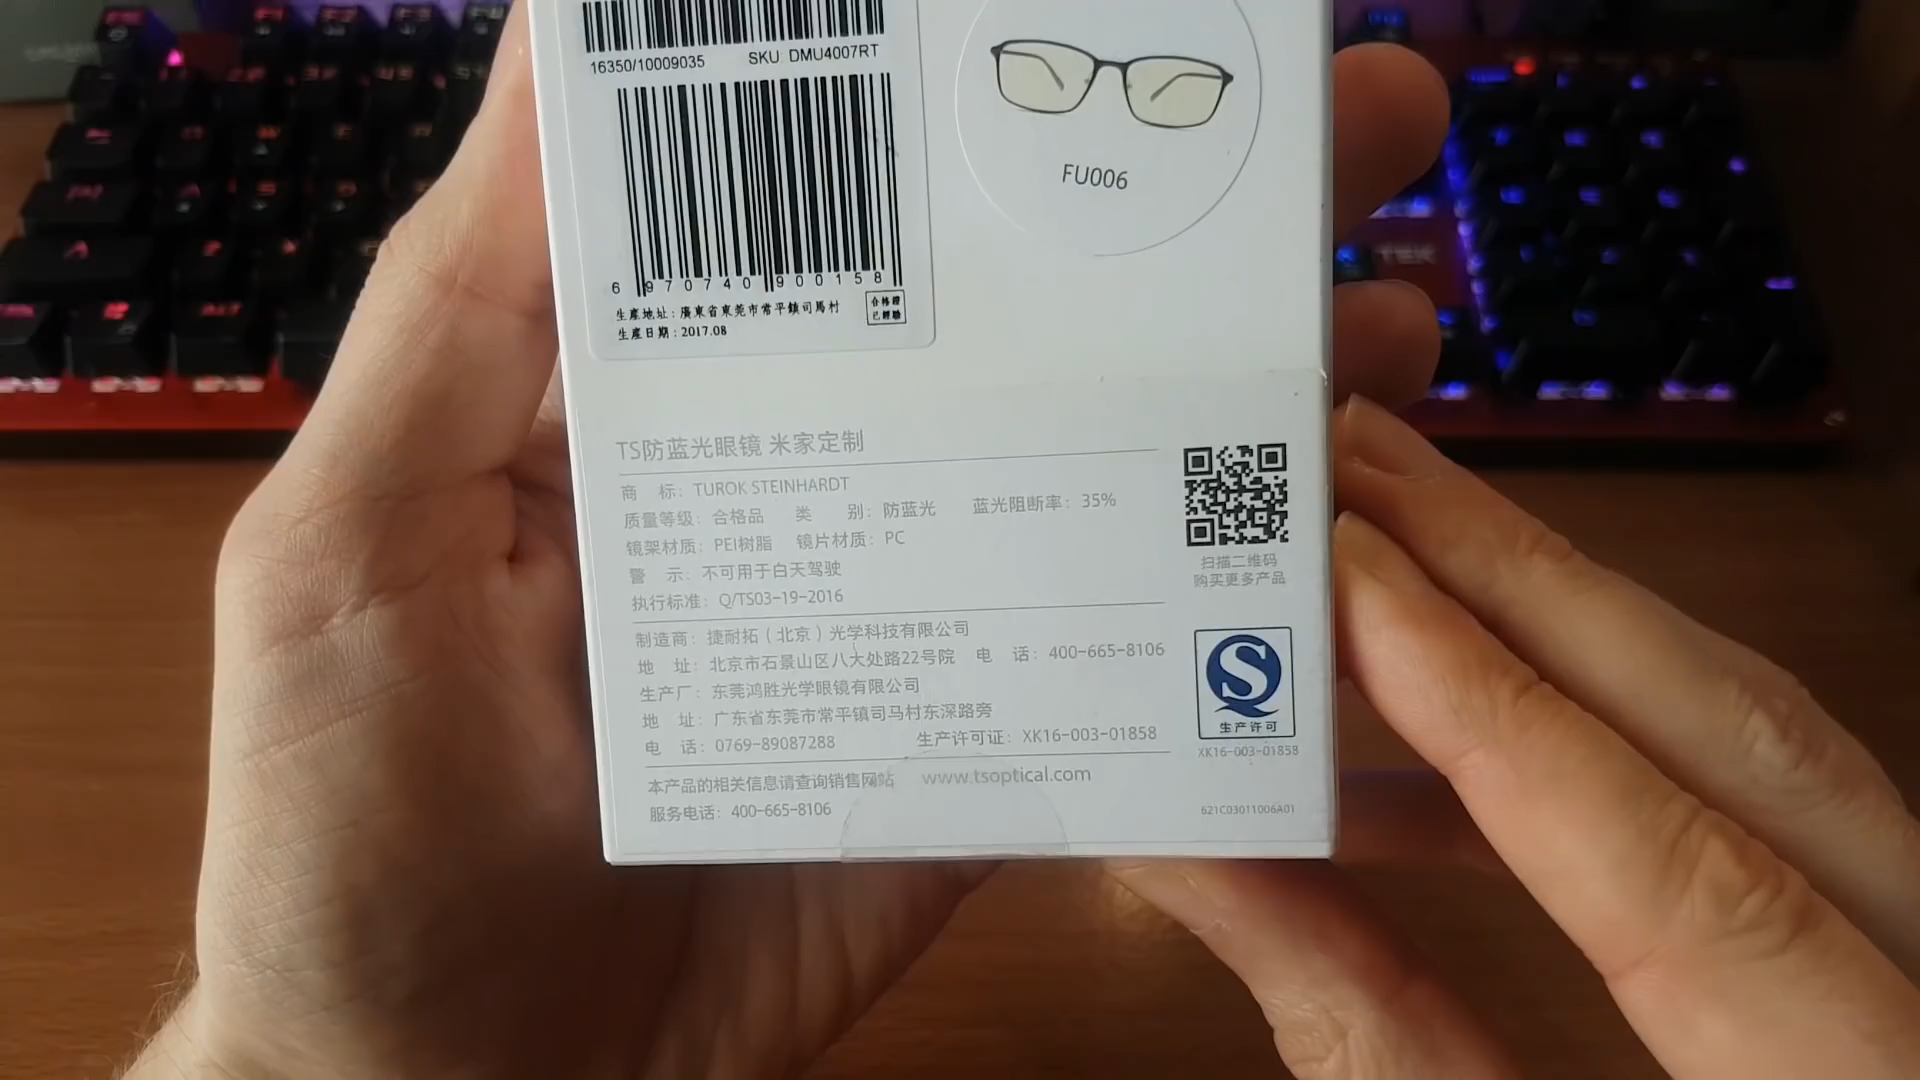 16350/10009035 SKU: DMU4007RT
6 970740 900158
生產地址：廣東省東莞市常平鎮司馬村
生產日期：2017.08
合格證
已經驗
FU006
TS防蓝光眼镜 米家定制
商 标：TUROK STEINHARDT
质量等级：合格品 类 别：防蓝光 蓝光阻断率：35%
镜架材质：PEI树脂 镜片材质：PC
警 示：不可用于白天驾驶
执行标准：Q/TS03-19-2016
扫描二维码
购买更多产品
制造商：捷耐拓（北京）光学科技有限公司
地 址：北京市石景山区八大处路22号院 电 话：400-665-8106
生产厂：东莞鸿胜光学眼镜有限公司
地 址：广东省东莞市常平镇司马村东深路旁
电 话：0769-89087288 生产许可证：XK16-003-01858
生产许可
XK16-003-01858
本产品的相关信息请查询销售网站 www.tsoptical.com
服务电话：400-665-8106
621C03011006A01
TEK